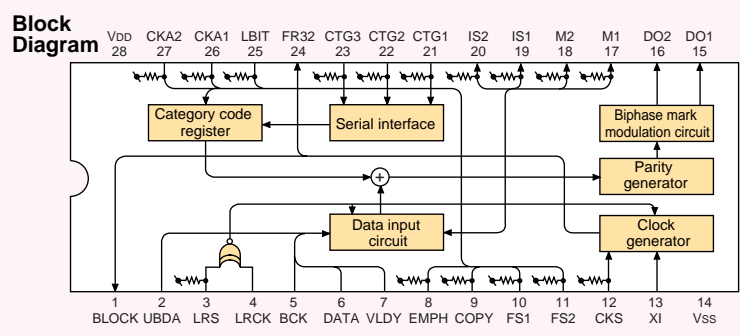 Block
Diagram
VDD CKA2 CKA1 LBIT FR32 CTG3 CTG2 CTG1 IS2 IS1 M2 M1 DO2 DO1
28 27 26 25 24 23 22 21 20 19 18 17 16 15
Category code
register
Serial interface
Biphase mark
modulation circuit
+
Parity
generator
Data input
circuit
Clock
generator
1 2 3 4 5 6 7 8 9 10 11 12 13 14
BLOCK UBDA LRS LRCK BCK DATA VLDY EMPH COPY FS1 FS2 CKS XI VSS